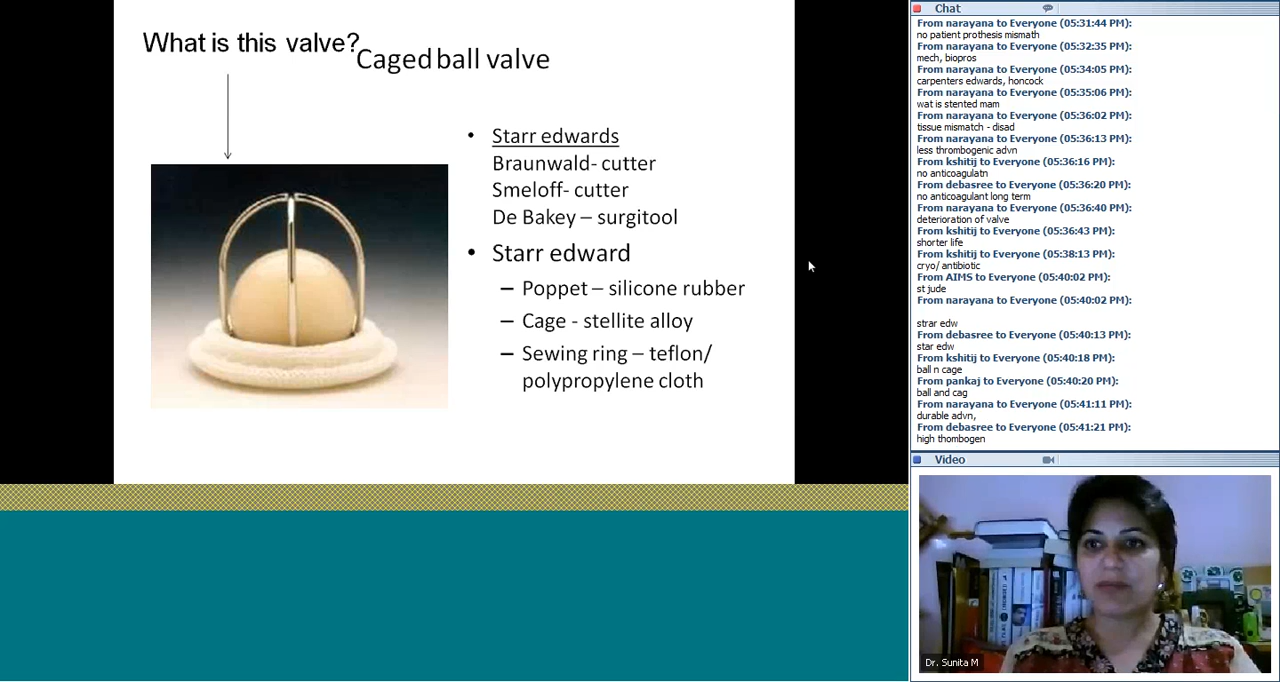 What is this valve?
Caged ball valve
• Starr edwards
Braunwald- cutter
Smeloff- cutter
De Bakey – surgitool
• Starr edward
– Poppet – silicone rubber
– Cage - stellite alloy
– Sewing ring – teflon/
polypropylene cloth
Chat
From narayana to Everyone (05:31:44 PM):
no patient prothesis mismath
From narayana to Everyone (05:32:35 PM):
mech, biopros
From narayana to Everyone (05:34:05 PM):
carpenters edwards, honcock
From narayana to Everyone (05:35:06 PM):
wat is stented mam
From narayana to Everyone (05:36:02 PM):
tissue mismatch - disad
From narayana to Everyone (05:36:13 PM):
less thrombogenic advn
From kshitij to Everyone (05:36:16 PM):
no anticoagulatn
From debasree to Everyone (05:36:20 PM):
no anticoagulant long term
From narayana to Everyone (05:36:40 PM):
deterioration of valve
From kshitij to Everyone (05:36:43 PM):
shorter life
From kshitij to Everyone (05:38:13 PM):
cryo/ antibiotic
From AIMS to Everyone (05:40:02 PM):
st jude
From narayana to Everyone (05:40:02 PM):
strar edw
From debasree to Everyone (05:40:13 PM):
star edw
From kshitij to Everyone (05:40:18 PM):
ball n cage
From pankaj to Everyone (05:40:20 PM):
ball and cag
From narayana to Everyone (05:41:11 PM):
durable advn,
From debasree to Everyone (05:41:21 PM):
high thombogen
Video
Dr. Sunita M